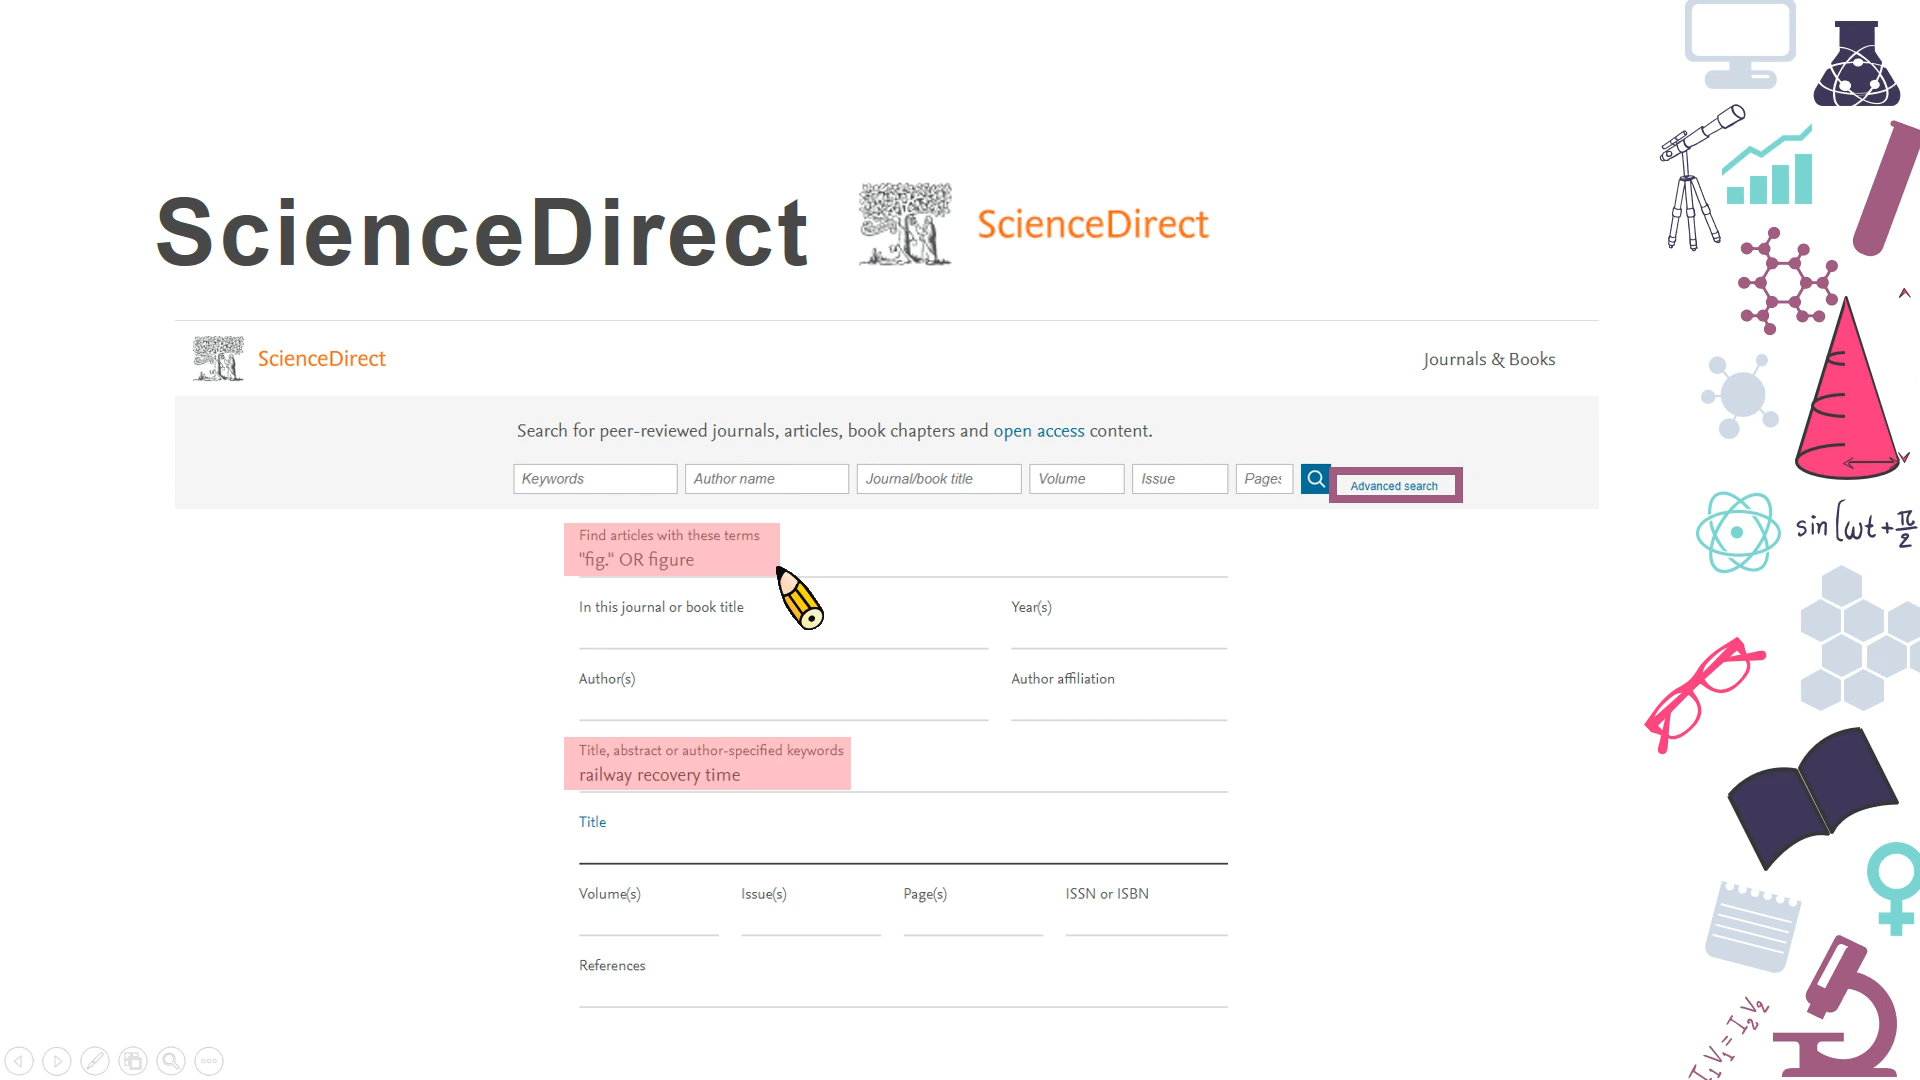 ScienceDirect
ScienceDirect
ScienceDirect
Journals & Books
Search for peer-reviewed journals, articles, book chapters and open access content.
Keywords Author name Journal/book title Volume Issue Pages Advanced search
Find articles with these terms
"fig." OR figure
In this journal or book title Year(s)
Author(s) Author affiliation
Title, abstract or author-specified keywords
railway recovery time
Title
Volume(s) Issue(s) Page(s) ISSN or ISBN
References
sin (ωt + π/2
I₁V₁ = I₂V₂